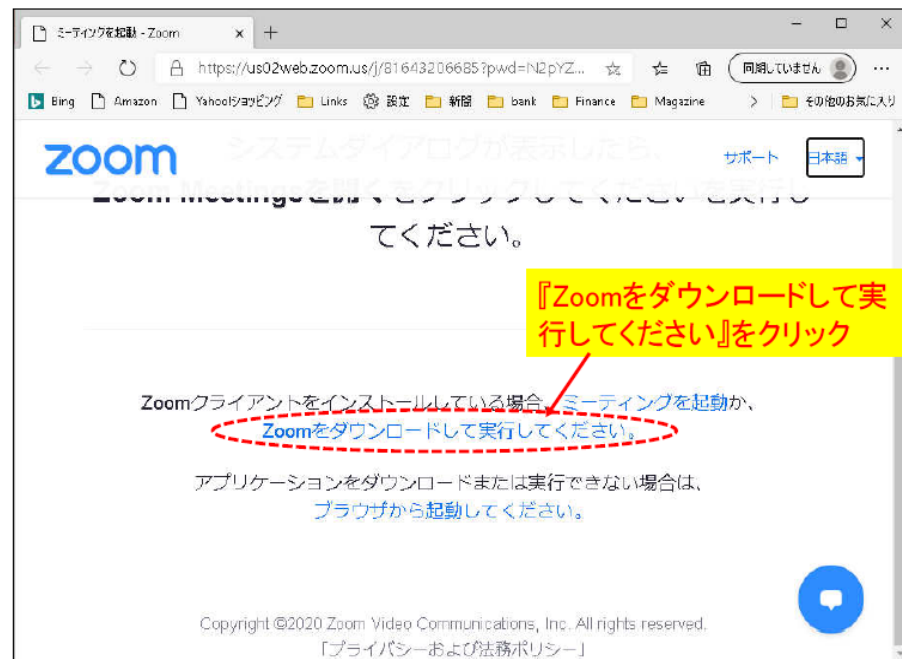 ミーティングを起動 - Zoom
https://us02web.zoom.us/j/81643206685?pwd=N2pYZ...
同期していません
Bing Amazon Yahoo!ショッピング Links 設定 新聞 bank Finance Magazine その他のお気に入り
zoom サポート 日本語
システムダイアログが表示したら、
Zoom Meetingsを開くをクリックしてくださいを実行し
てください。
『Zoomをダウンロードして実
行してください』をクリック
Zoomクライアントをインストールしている場合、ミーティングを起動か、
Zoomをダウンロードして実行してください。
アプリケーションをダウンロードまたは実行できない場合は、
ブラウザから起動してください。
Copyright ©2020 Zoom Video Communications, Inc. All rights reserved.
「プライバシーおよび法務ポリシー」